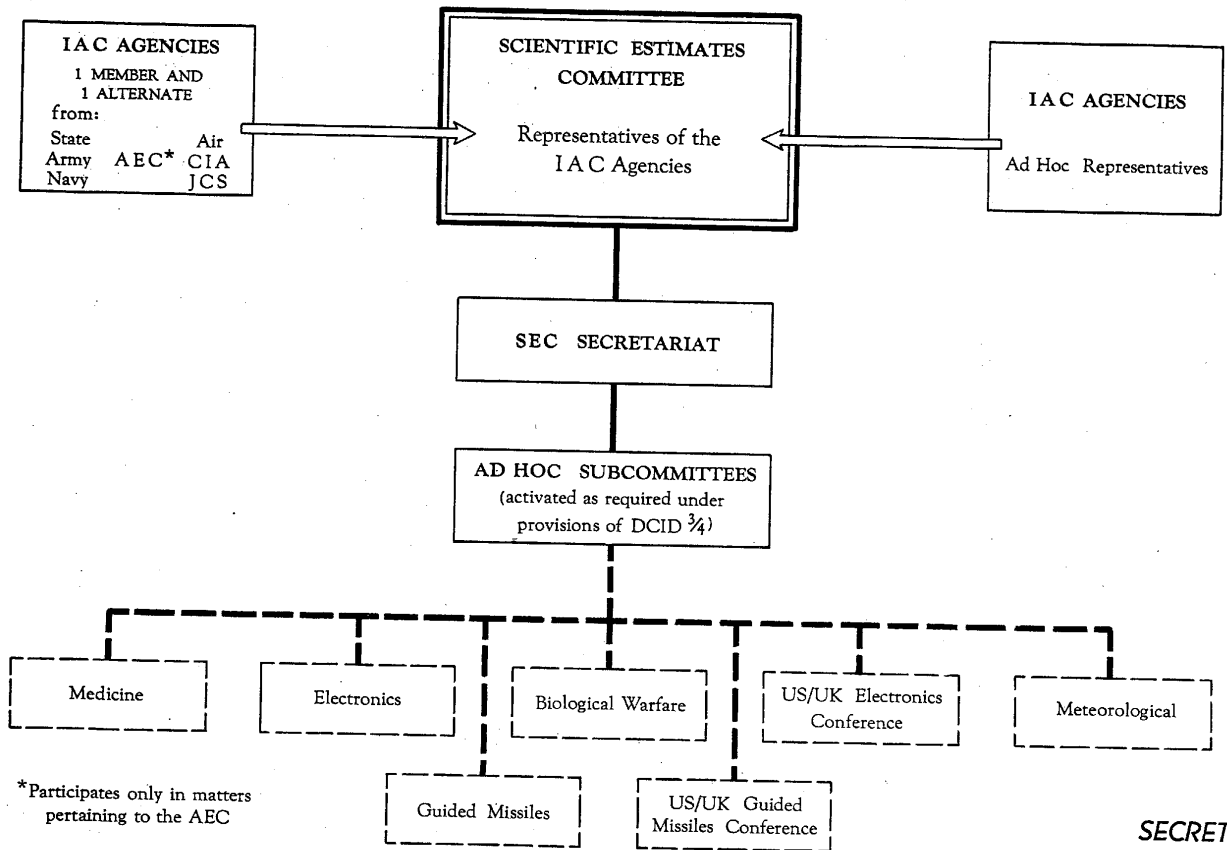 IAC AGENCIES
1 MEMBER AND
1 ALTERNATE
from:
State Air
Army AEC* CIA
Navy JCS
SCIENTIFIC ESTIMATES
COMMITTEE
Representatives of the
IAC Agencies
IAC AGENCIES
Ad Hoc Representatives
SEC SECRETARIAT
AD HOC SUBCOMMITTEES
(activated as required under
provisions of DCID ¾)
Medicine
Electronics
Biological Warfare
US/UK Electronics
Conference
Meteorological
Guided Missiles
US/UK Guided
Missiles Conference
*Participates only in matters
pertaining to the AEC
SECRET